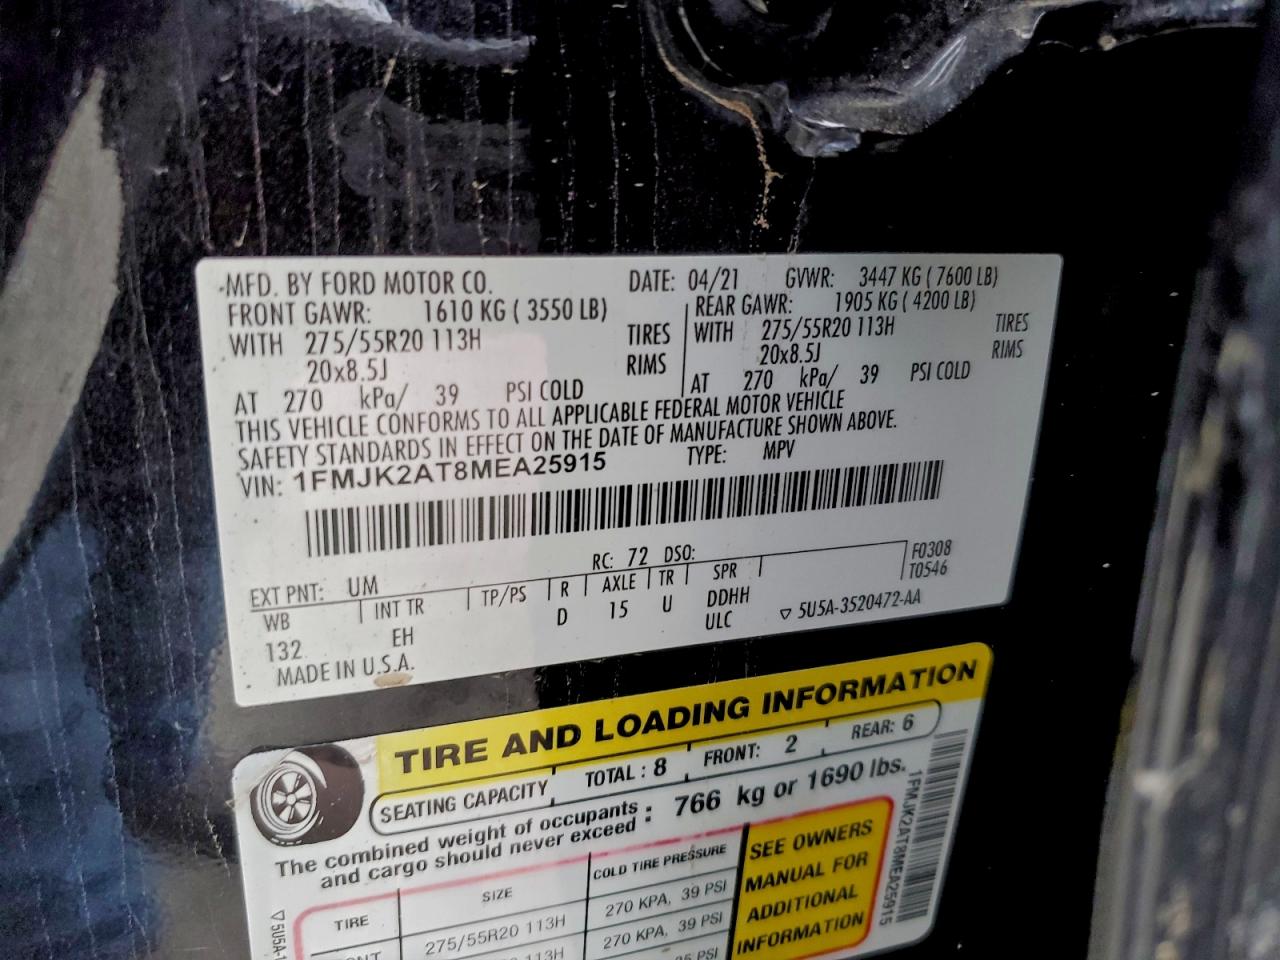 MFD. BY FORD MOTOR CO. DATE: 04/21 GVWR: 3447 KG ( 7600 LB)
FRONT GAWR: 1610 KG ( 3550 LB) REAR GAWR: 1905 KG ( 4200 LB)
WITH 275/55R20 113H TIRES WITH 275/55R20 113H TIRES
20x8.5J RIMS 20x8.5J RIMS
AT 270 kPa/ 39 PSI COLD AT 270 kPa/ 39 PSI COLD
THIS VEHICLE CONFORMS TO ALL APPLICABLE FEDERAL MOTOR VEHICLE
SAFETY STANDARDS IN EFFECT ON THE DATE OF MANUFACTURE SHOWN ABOVE.
VIN: 1FMJK2AT8MEA25915 TYPE: MPV
EXT PNT: UM RC: 72 DSO: F0308
WB INT TR TP/PS R AXLE TR SPR T0546
132 EH D 15 U DDHH ▽ 5U5A-3520472-AA
ULC
MADE IN U.S.A.
TIRE AND LOADING INFORMATION
SEATING CAPACITY TOTAL : 8 FRONT: 2 REAR: 6
The combined weight of occupants and cargo should never exceed : 766 kg or 1690 lbs.
TIRE SIZE COLD TIRE PRESSURE
275/55R20 113H 270 KPA, 39 PSI
113H 270 KPA, 39 PSI
PSI
SEE OWNERS
MANUAL FOR
ADDITIONAL
INFORMATION
1FMJK2AT8MEA25915
▽ 5U5A-